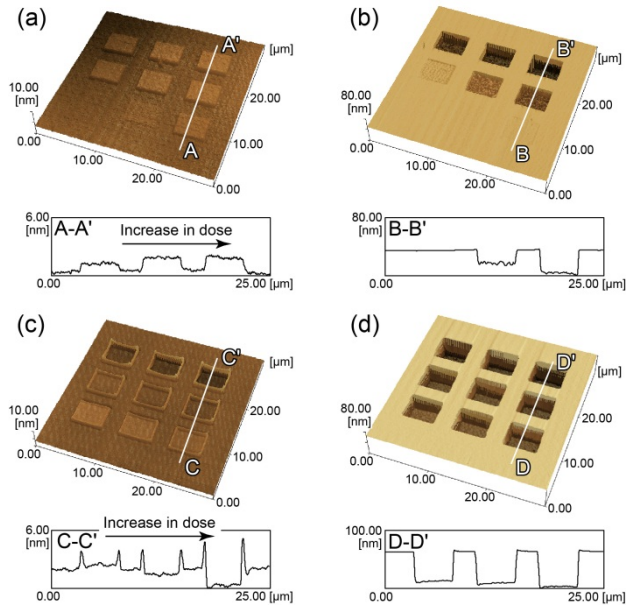 (a)
A'
A
[μm]
20.00
10.00
0.00
10.00
[nm]
0.00
10.00
20.00
6.00
[nm]
A-A'
Increase in dose
0.00
25.00 [μm]
(b)
B'
B
[μm]
20.00
10.00
0.00
80.00
[nm]
0.00
10.00
20.00
80.00
[nm]
B-B'
0.00
25.00 [μm]
(c)
C'
C
[μm]
20.00
10.00
0.00
10.00
[nm]
0.00
10.00
20.00
6.00
[nm]
C-C'
Increase in dose
0.00
25.00 [μm]
(d)
D'
D
[μm]
20.00
10.00
0.00
80.00
[nm]
0.00
10.00
20.00
100.00
[nm]
D-D'
0.00
25.00 [μm]